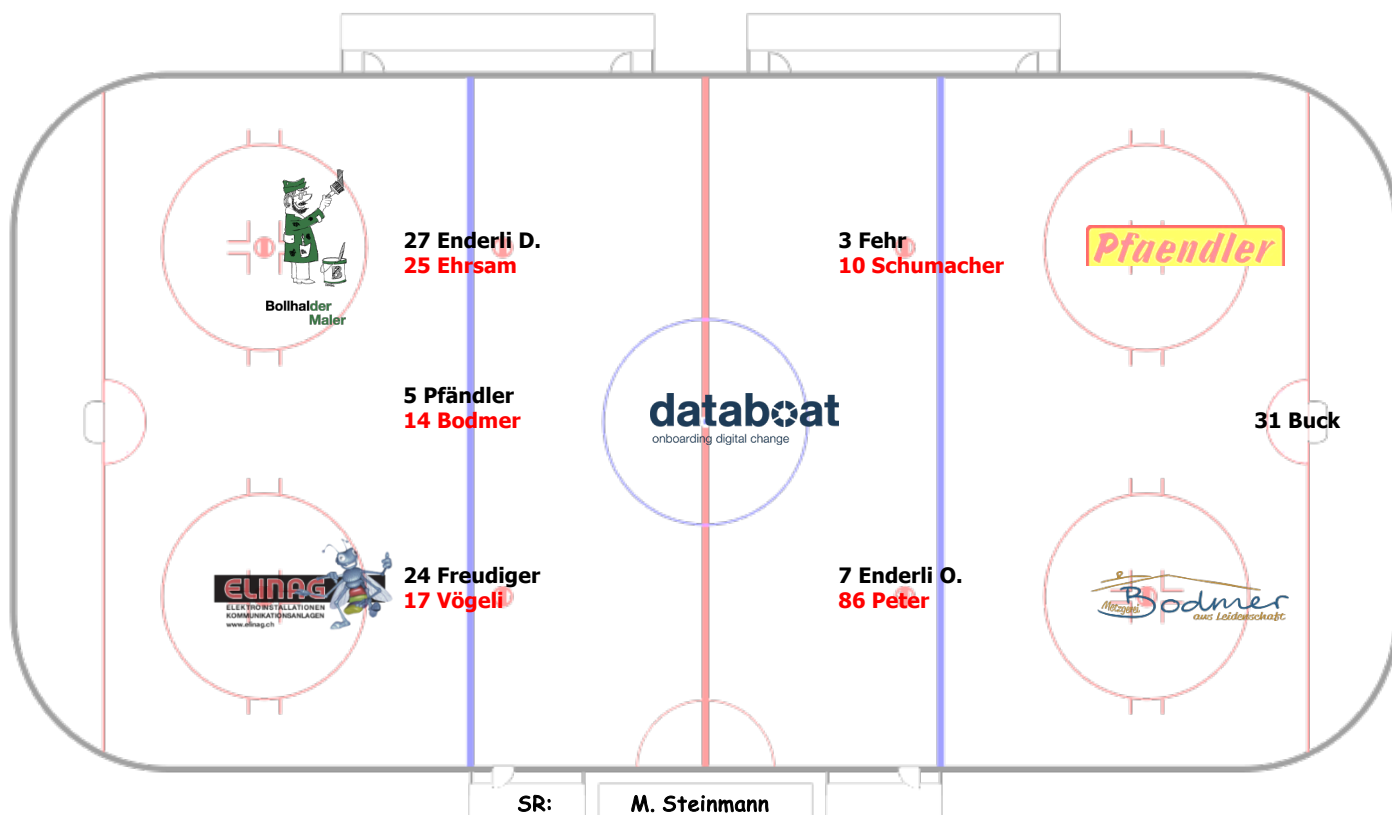 27 Enderli D.
25 Ehrsam
3 Fehr
10 Schumacher
Pfaendler
B
Bollhalder
Maler
5 Pfändler
14 Bodmer
databoat
onboarding digital change
31 Buck
ELINAG
ELEKTROINSTALLATIONEN
KOMMUNIKATIONSANLAGEN
www.elinag.ch
24 Freudiger
17 Vögeli
7 Enderli O.
86 Peter
Metzgerei
Bodmer
aus Leidenschaft
SR: M. Steinmann